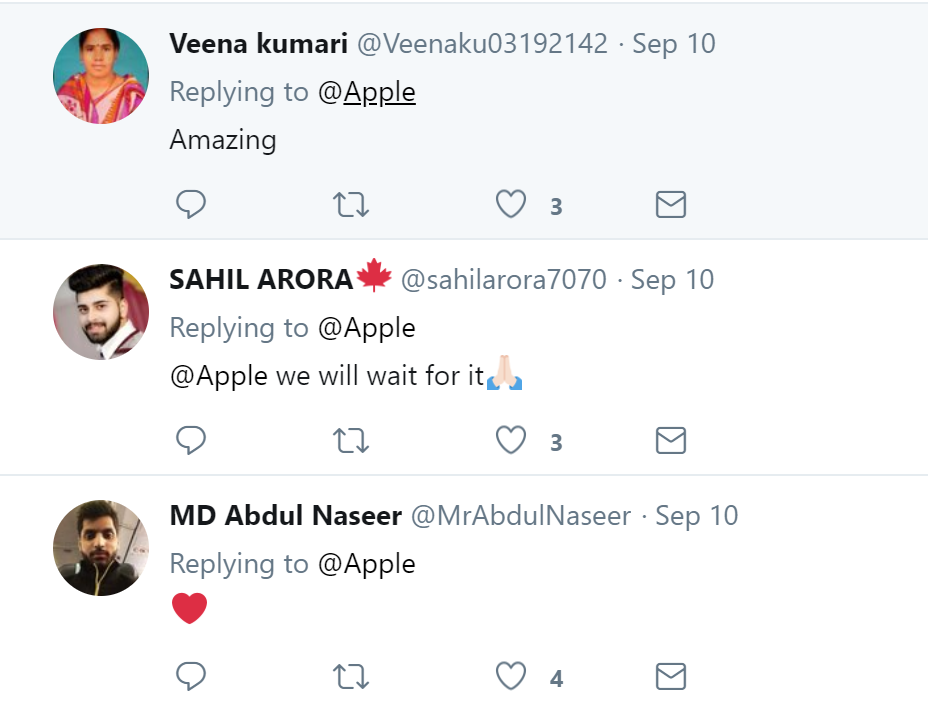 Veena kumari @Veenaku03192142 · Sep 10
Replying to @Apple
Amazing
3
SAHIL ARORA🍁 @sahilarora7070 · Sep 10
Replying to @Apple
@Apple we will wait for it🙏🏻
3
MD Abdul Naseer @MrAbdulNaseer · Sep 10
Replying to @Apple
❤️
4